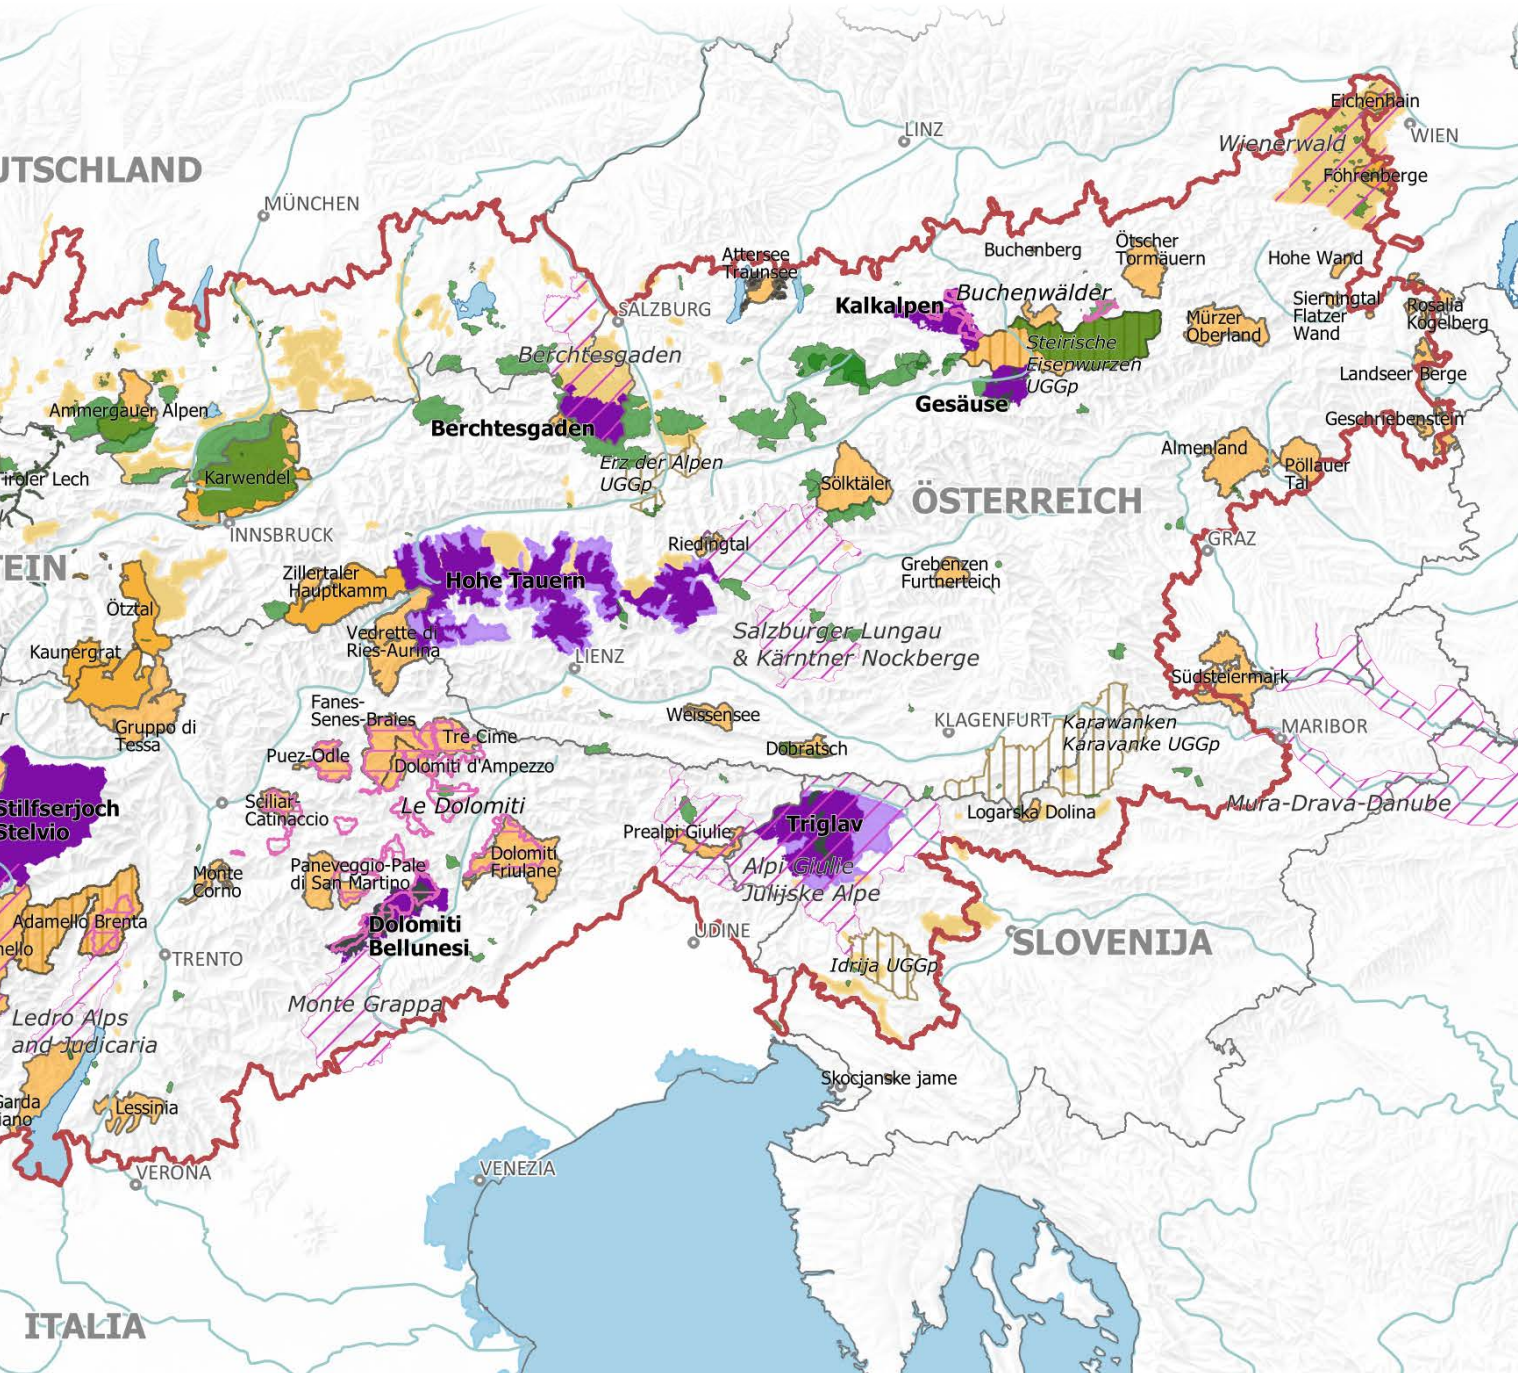 Eichenhain
LINZ
WIEN
Wienerwald
UTSCHLAND
Föhrenberge
MÜNCHEN
Buchenberg
Ötscher
Tormäuern
Attersee
Traunsee
Hohe Wand
Kalkalpen
Buchenwälder
Sierningtal
Flatzer
Wand
Rosalia
Kogelberg
SALZBURG
Mürzer
Oberland
Steirische
Eisenwurzen
UGGp
Berchtesgaden
Landseer Berge
Gesäuse
Ammergauer Alpen
Geschriebenstein
Berchtesgaden
Almenland
Pöllauer
Tal
Erz der Alpen
UGGp
Karwendel
iroler Lech
Sölktäler
ÖSTERREICH
INNSBRUCK
Riedingtal
GRAZ
EIN
Zillertaler
Hauptkamm
Hohe Tauern
Grebenzen
Furtnerteich
Ötztal
Vedrette di
Ries-Aurina
Salzburger Lungau
& Kärntner Nockberge
Kaunergrat
LIENZ
Südsteiermark
Fanes-
Senes-Braies
Weissensee
KLAGENFURT
Karawanken
Karavanke UGGp
MARIBOR
r
Gruppo di
Tessa
Tre Cime
Puez-Odle
Dobratsch
Dolomiti d'Ampezzo
Stilfserjoch
Stelvio
Sciliar-
Catinaccio
Le Dolomiti
Logarska Dolina
Mura-Drava-Danube
Prealpi Giulie
Triglav
Dolomiti
Friulane
Alpi Giulie
Julijske Alpe
Monte
Corno
Paneveggio-Pale
di San Martino
Adamello Brenta
Dolomiti
Bellunesi
UDINE
SLOVENIJA
nello
TRENTO
Idrija UGGp
Monte Grappa
Ledro Alps
and Judicaria
Skocjanske jame
Garda
iano
Lessinia
VERONA
VENEZIA
ITALIA